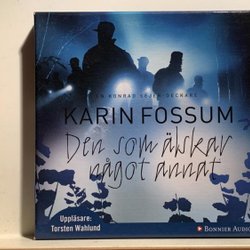 EN KONRAD SEJER-DECKARE
KARIN FOSSUM
Den som älskar
något annat
Uppläsare:
Torsten Wahlund
BONNIER AUDIO